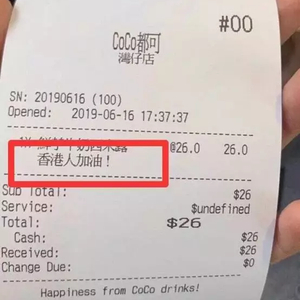 #00
CoCo都可
灣仔店
SN: 20190616 (100)
Opened: 2019-06-16 17:37:37
@26.0 26.0
香港人加油！
Sub Total: $26
Service: $undefined
Total: $26
Cash: $26
Received: $26
Change Due: $0
Happiness from CoCo drinks!